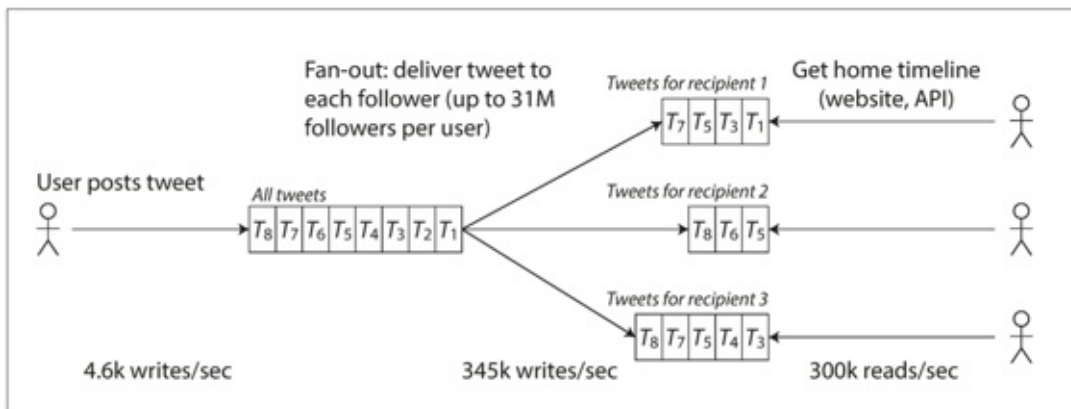 Fan-out: deliver tweet to
each follower (up to 31M
followers per user)
Tweets for recipient 1
Get home timeline
(website, API)
T7 T5 T3 T1
User posts tweet
All tweets
T8 T7 T6 T5 T4 T3 T2 T1
Tweets for recipient 2
T8 T6 T5
Tweets for recipient 3
T8 T7 T5 T4 T3
4.6k writes/sec
345k writes/sec
300k reads/sec